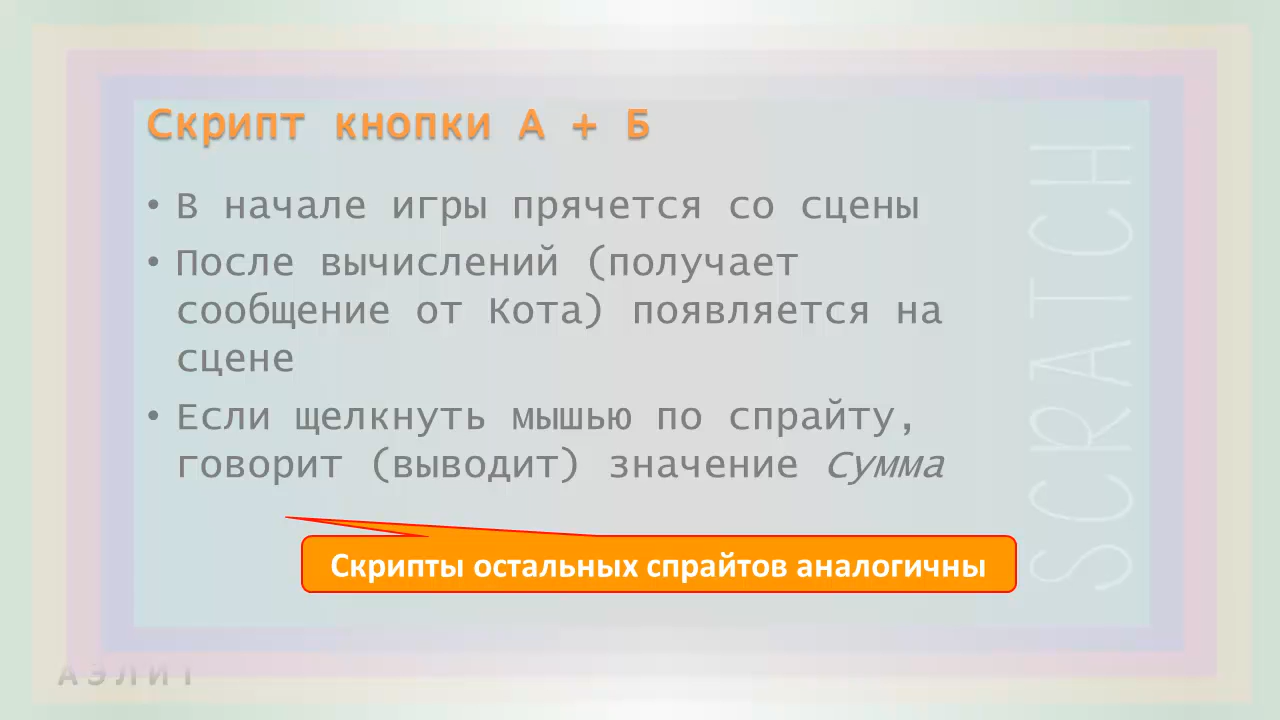 Скрипт кнопки А + Б
• В начале игры прячется со сцены
• После вычислений (получает
сообщение от Кота) появляется на
сцене
• Если щелкнуть мышью по спрайту,
говорит (выводит) значение Сумма
Скрипты остальных спрайтов аналогичны
SCRATCH